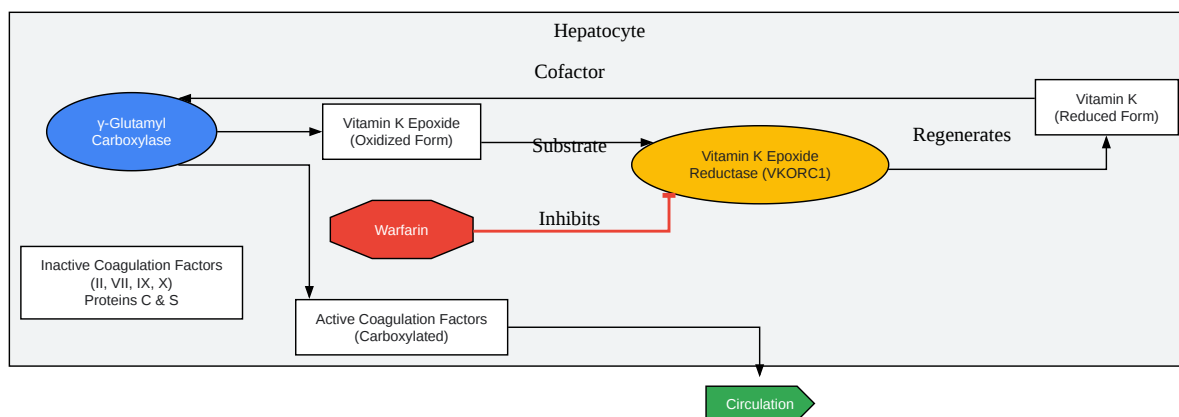 Hepatocyte
Cofactor
γ-Glutamyl
Carboxylase
Vitamin K Epoxide
(Oxidized Form)
Substrate
Vitamin K Epoxide
Reductase (VKORC1)
Regenerates
Vitamin K
(Reduced Form)
Warfarin
Inhibits
Inactive Coagulation Factors
(II, VII, IX, X)
Proteins C & S
Active Coagulation Factors
(Carboxylated)
Circulation